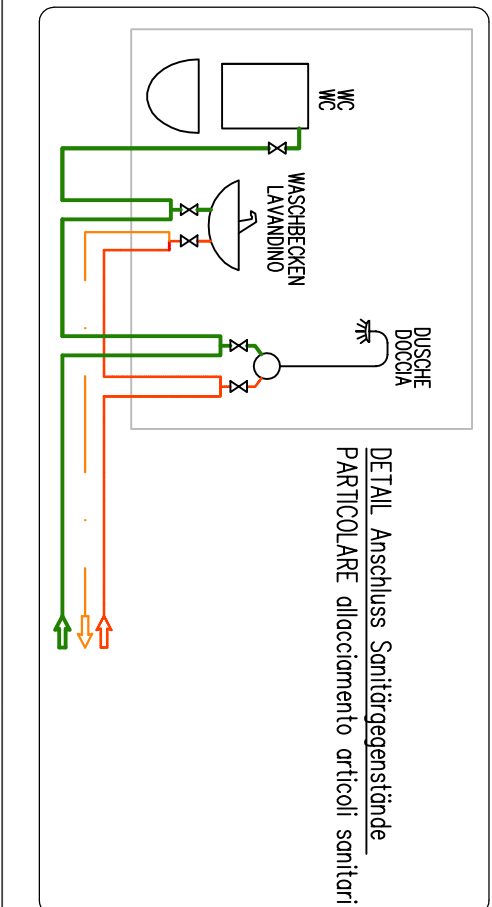 DETAIL Anschluss Sanitärgegenstände
PARTICOLARE allacciamento articoli sanitari
WC
WC
WASCHBECKEN
LAVANDINO
DUSCHE
DOCCIA